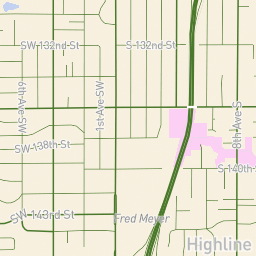 SW 132nd St
S 132nd St
6th Ave SW
1st Ave SW
8th Ave S
SW 138th St
S 140th S
SW 143rd St
Fred Meyer
Highline